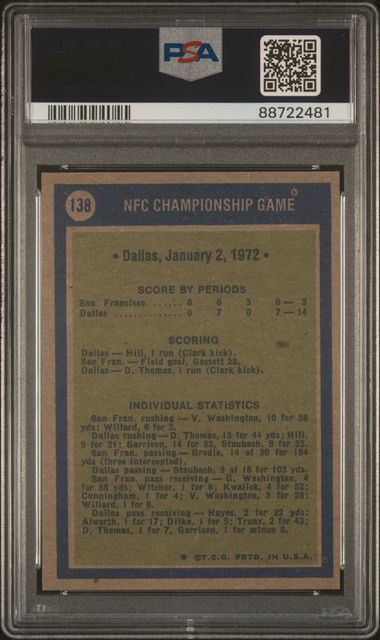 PSA
88722481
138 NFC CHAMPIONSHIP GAME
• Dallas, January 2, 1972 •
SCORE BY PERIODS
San Francisco ...... 0 0 3 0—3
Dallas .............. 0 7 0 7—14
SCORING
Dallas — Hill, 1 run (Clark kick).
San Fran. — Field goal, Gossett 28.
Dallas — D. Thomas, 1 run (Clark kick).
INDIVIDUAL STATISTICS
San Fran. rushing — V. Washington, 10 for 58
yds; Willard, 6 for 3.
Dallas rushing — D. Thomas, 15 for 44 yds; Hill,
9 for 21; Garrison, 14 for 52, Staubach, 8 for 55.
San Fran. passing — Brodie, 14 of 30 for 184
yds (three intercepted).
Dallas passing — Staubach, 9 of 18 for 103 yds.
San Fran. pass receiving — G. Washington, 4
for 88 yds; Witcher, 1 for 6; Kwalick, 4 for 52;
Cunningham, 1 for 4; V. Washington, 3 for 28;
Willard, 1 for 6.
Dallas pass receiving — Hayes, 2 for 22 yds;
Alworth, 1 for 17; Ditka, 1 for 5; Truax, 2 for 43;
D. Thomas, 1 for 7, Garrison, 1 for minus 8.
• ©T.C.G. PRTD. IN U.S.A.
PSA